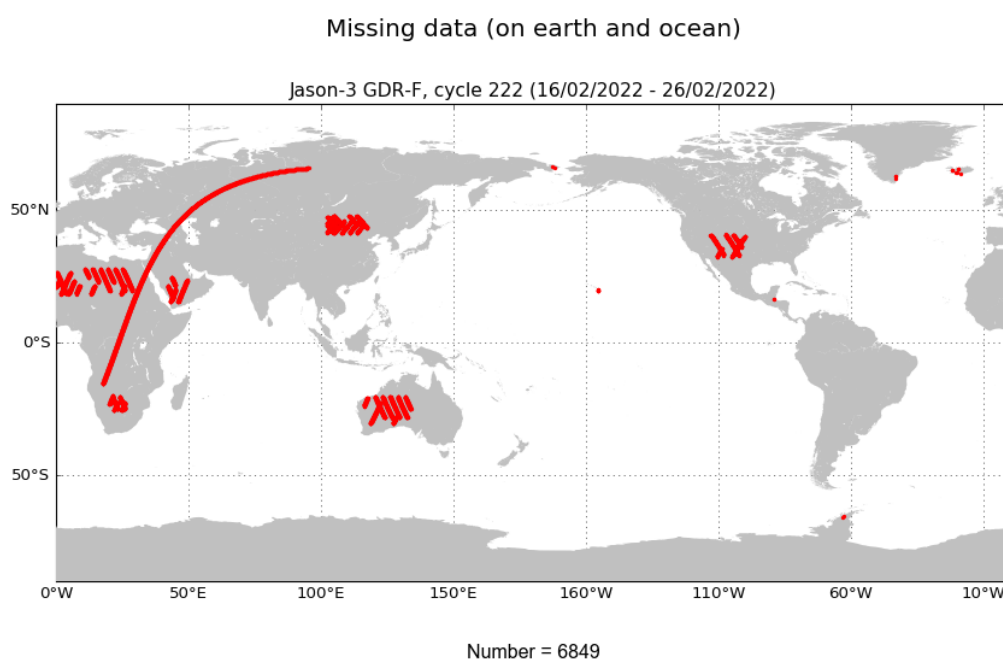 Missing data (on earth and ocean)
Jason-3 GDR-F, cycle 222 (16/02/2022 - 26/02/2022)
50°N
0°S
50°S
0°W 50°E 100°E 150°E 160°W 110°W 60°W 10°W
Number = 6849